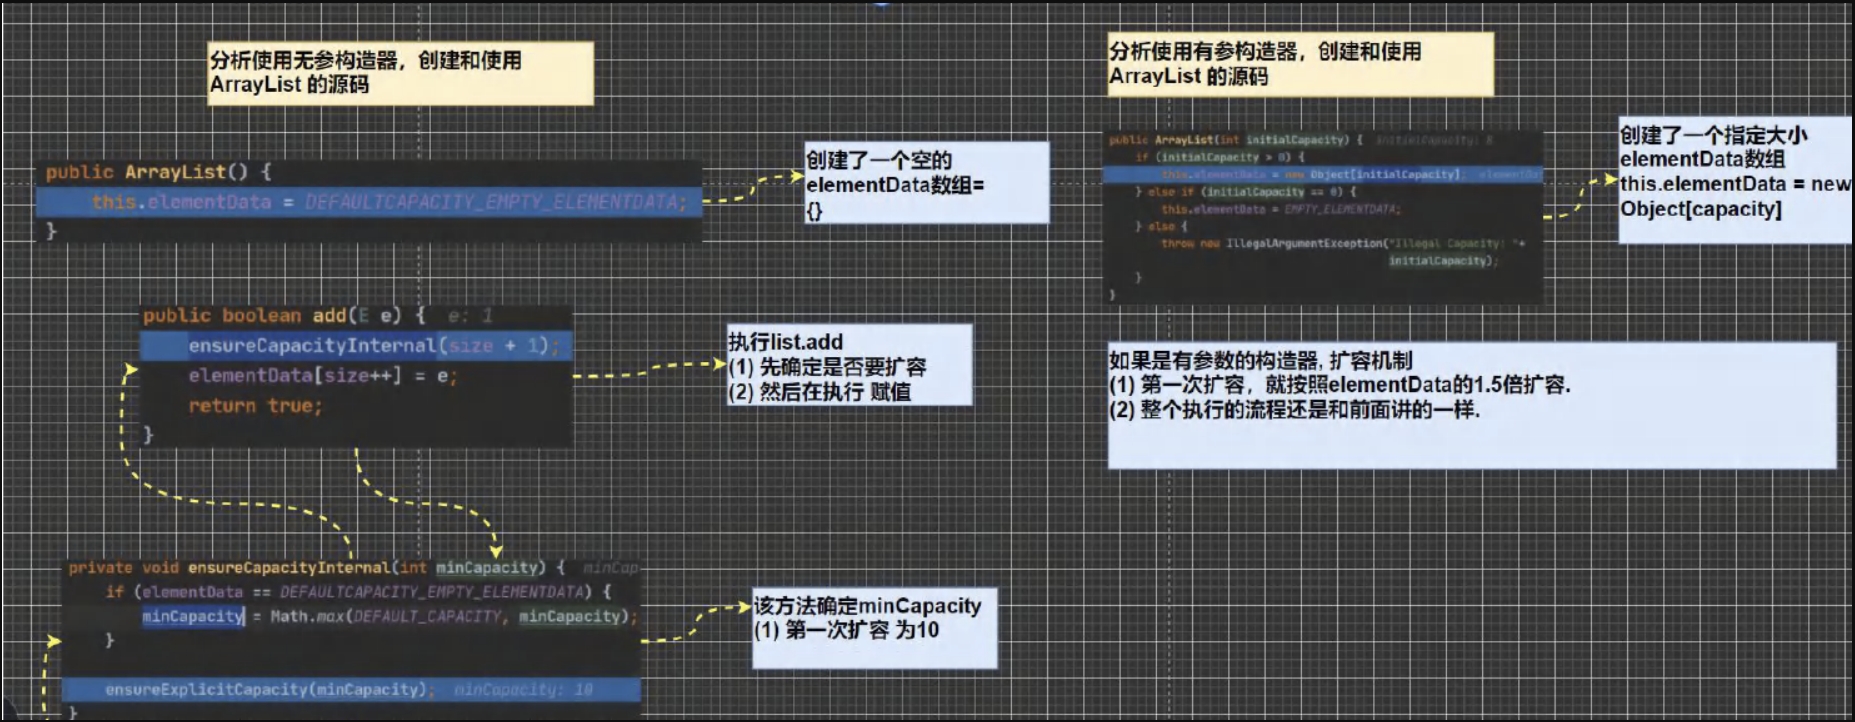 分析使用无参构造器，创建和使用
ArrayList 的源码
public ArrayList() {
this.elementData = DEFAULTCAPACITY_EMPTY_ELEMENTDATA;
}
创建了一个空的
elementData数组=
{}
public boolean add(E e) {  e: 1
ensureCapacityInternal(size + 1);
elementData[size++] = e;
return true;
}
执行list.add
(1) 先确定是否要扩容
(2) 然后在执行 赋值
private void ensureCapacityInternal(int minCapacity) {  minCap
if (elementData == DEFAULTCAPACITY_EMPTY_ELEMENTDATA) {
minCapacity = Math.max(DEFAULT_CAPACITY, minCapacity);
}
ensureExplicitCapacity(minCapacity);  minCapacity: 10
}
该方法确定minCapacity
(1) 第一次扩容 为10
分析使用有参构造器，创建和使用
ArrayList 的源码
public ArrayList(int initialCapacity) {  initialCapacity: 8
if (initialCapacity > 0) {
this.elementData = new Object[initialCapacity];  elementDa
} else if (initialCapacity == 0) {
this.elementData = EMPTY_ELEMENTDATA;
} else {
throw new IllegalArgumentException("Illegal Capacity: "+
initialCapacity);
}
}
创建了一个指定大小
elementData数组
this.elementData = new
Object[capacity]
如果是有参数的构造器, 扩容机制
(1) 第一次扩容，就按照elementData的1.5倍扩容.
(2) 整个执行的流程还是和前面讲的一样.